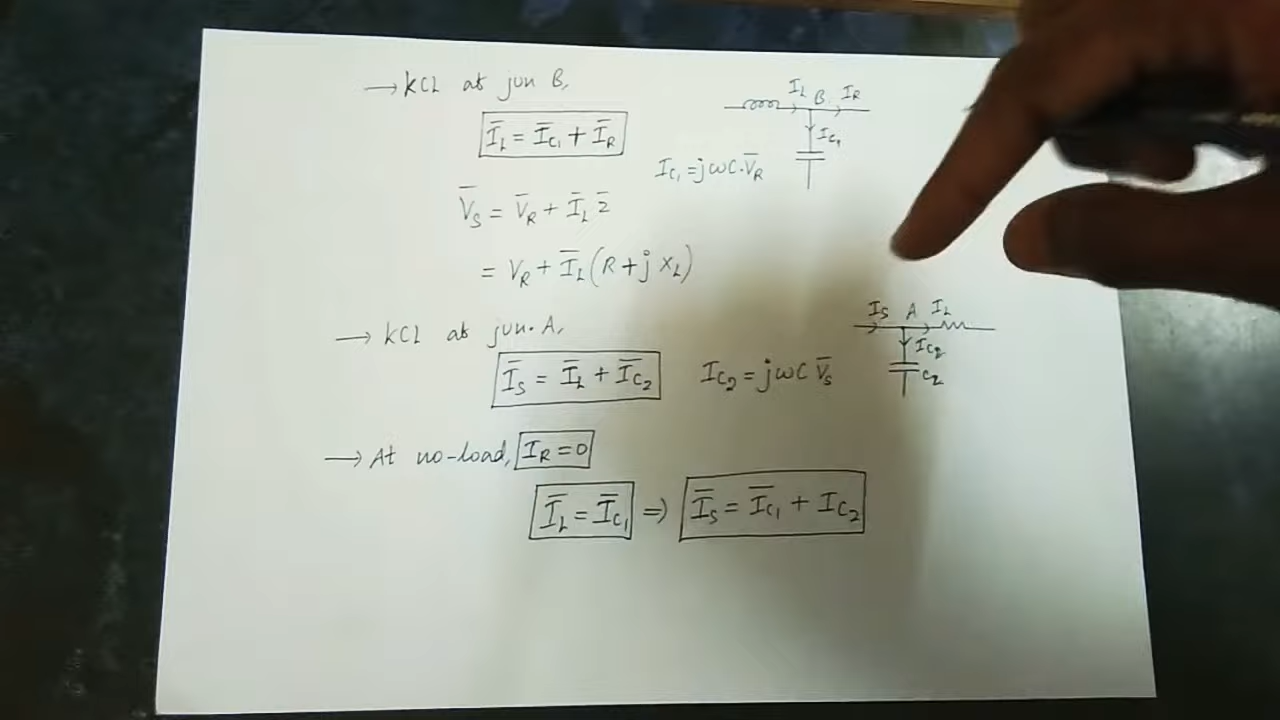 → KCL at jun B,
I̅L = I̅C1 + I̅R
IL B IR
IC1
IC1 = jωC.V̅R
V̅S = V̅R + I̅L z̅
= VR + I̅L (R + j XL)
→ KCL at jun. A,
I̅S = I̅L + I̅C2
IC2 = jωC V̅s
IS A IL
IC2
C2
→ At no-load, IR = 0
I̅L = I̅C1 ⇒ I̅S = I̅C1 + IC2